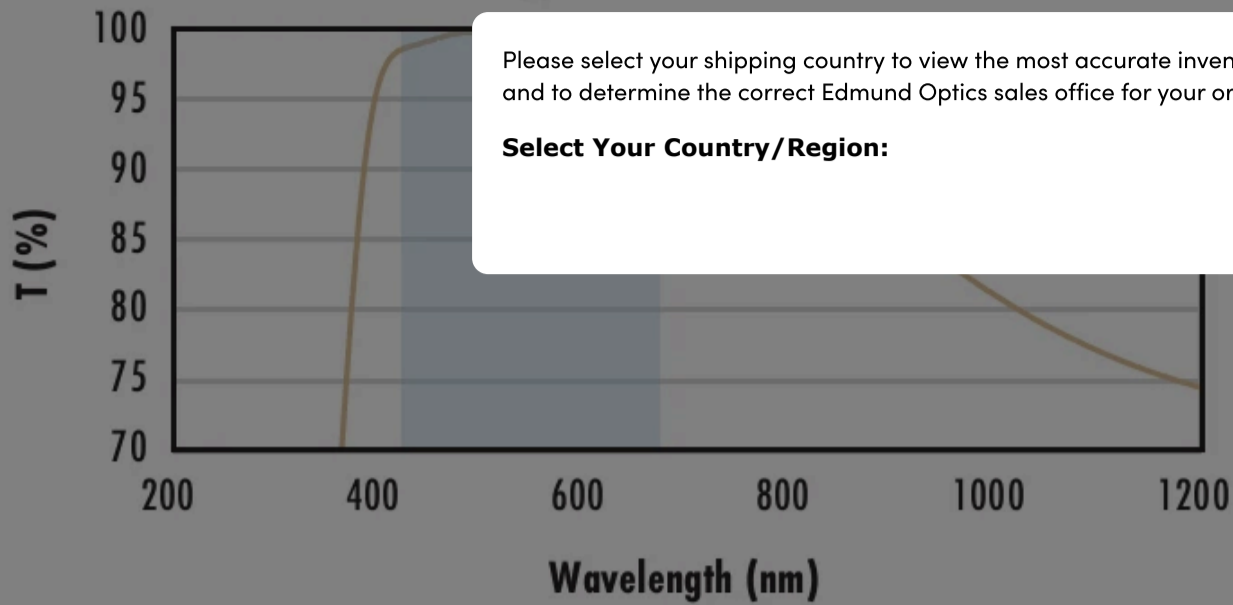 100
95
90
85
80
75
70
T (%)
200 400 600 800 1000 1200
Wavelength (nm)
Please select your shipping country to view the most accurate
and to determine the correct Edmund Optics sales office for your
Select Your Country/Region: